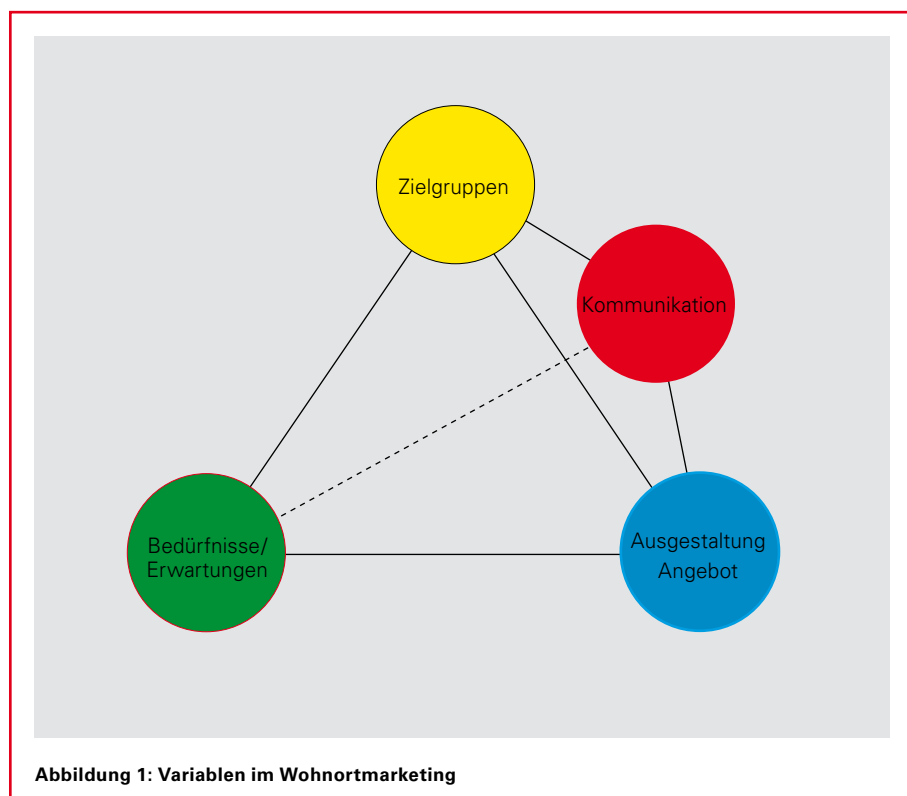 Zielgruppen
Kommunikation
Bedürfnisse/
Erwartungen
Ausgestaltung
Angebot
Abbildung 1: Variablen im Wohnortmarketing